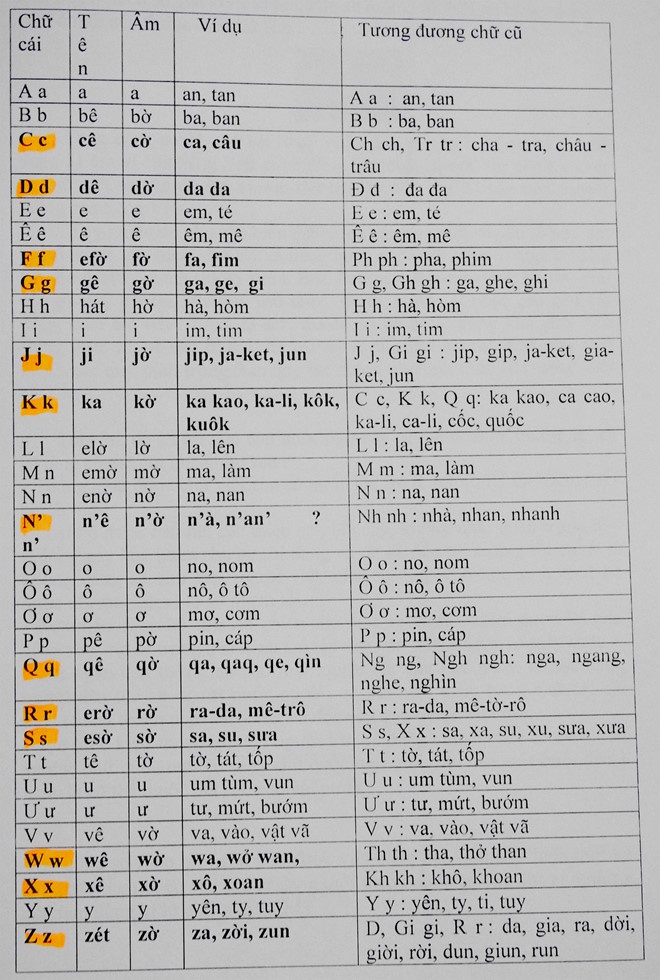 Chữ cái T ê n Âm Ví dụ Tương đương chữ cũ
A a a a an, tan A a : an, tan
B b bê bờ ba, ban B b : ba, ban
C c cê cờ ca, câu Ch ch, Tr tr : cha - tra, châu -
trâu
D d dê dờ da da Đ d : da da
E e e e em, té E e : em, té
Ê ê ê ê êm, mê Ê ê : êm, mê
F f efờ fờ fa, fim Ph ph : pha, phim
G g gê gờ ga, ge, gi G g, Gh gh : ga, ghe, ghi
H h hát hờ hà, hòm H h : hà, hòm
I i i i im, tim I i : im, tim
J j ji jờ jip, ja-ket, jun J j, Gi gi : jip, gip, ja-ket, gia-
ket, jun
K k ka kờ ka kao, ka-li, kôk, C c, K k, Q q: ka kao, ca cao,
kuôk ka-li, ca-li, cốc, quốc
L l elờ lờ la, lên L l : la, lên
M n emờ mờ ma, làm M m : ma, làm
N n enờ nờ na, nan N n : na, nan
N’ n’ê n’ờ n’à, n’an’ ? Nh nh : nhà, nhan, nhanh
n’
O o o o no, nom O o : no, nom
Ô ô ô ô nô, ô tô Ô ô : nô, ô tô
Ơ ơ ơ ơ mơ, cơm Ơ ơ : mơ, cơm
P p pê pờ pin, cáp P p : pin, cáp
Q q qê qờ qa, qaq, qe, qìn Ng ng, Ngh ngh: nga, ngang,
nghe, nghìn
R r erờ rờ ra-da, mê-trô R r : ra-da, mê-tờ-rô
S s esờ sờ sa, su, sưa S s, X x : sa, xa, su, xu, sưa, xưa
T t tê tờ tờ, tát, tốp T t : tờ, tát, tốp
U u u u um tùm, vun U u : um tùm, vun
Ư ư ư ư tư, mứt, bướm Ư ư : tư, mứt, bướm
V v vê vờ va, vào, vật vã V v : va, vào, vật vã
W w wê wờ wa, wở wan, Th th : tha, thở than
X x xê xờ xô, xoan Kh kh : khô, khoan
Y y y y yên, ty, tuy Y y : yên, ty, ti, tuy
Z z zét zờ za, zời, zun D, Gi gi, R r : da, gia, ra, dời,
giời, rời, dun, giun, run